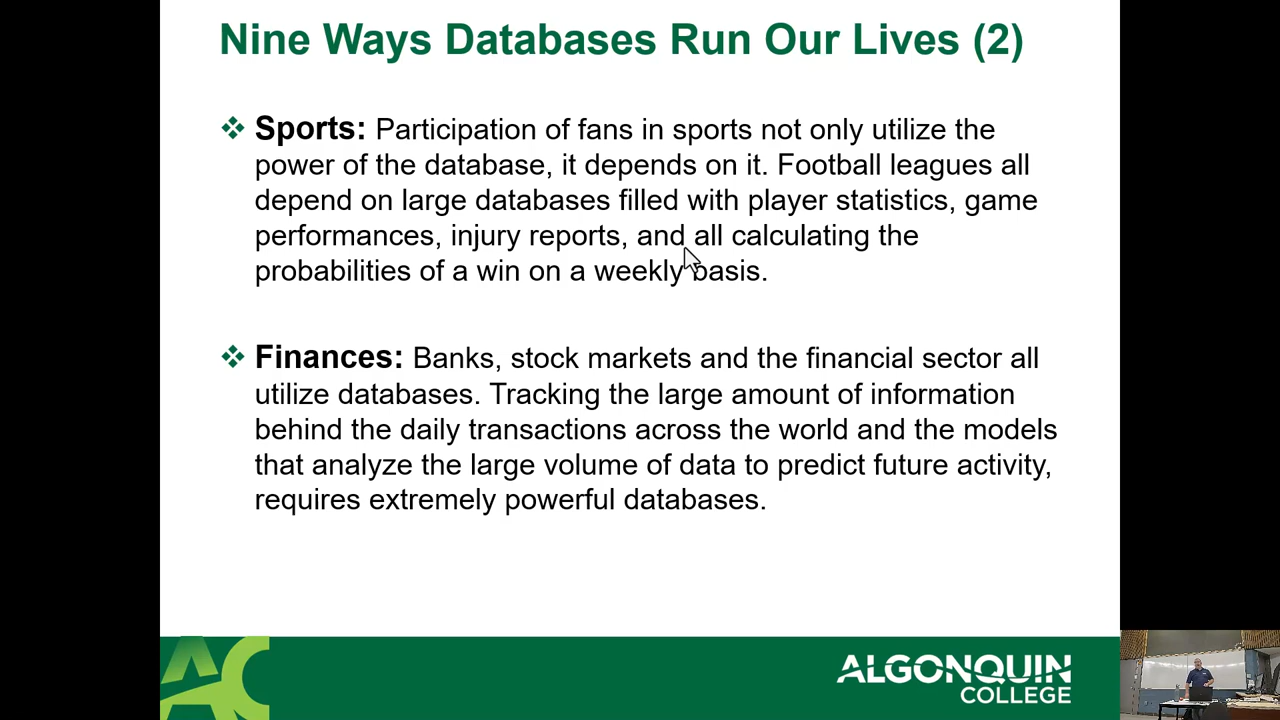 Nine Ways Databases Run Our Lives (2)
Sports: Participation of fans in sports not only utilize the
power of the database, it depends on it. Football leagues all
depend on large databases filled with player statistics, game
performances, injury reports, and all calculating the
probabilities of a win on a weekly basis.
Finances: Banks, stock markets and the financial sector all
utilize databases. Tracking the large amount of information
behind the daily transactions across the world and the models
that analyze the large volume of data to predict future activity,
requires extremely powerful databases.
AC
ALGONQUIN
COLLEGE